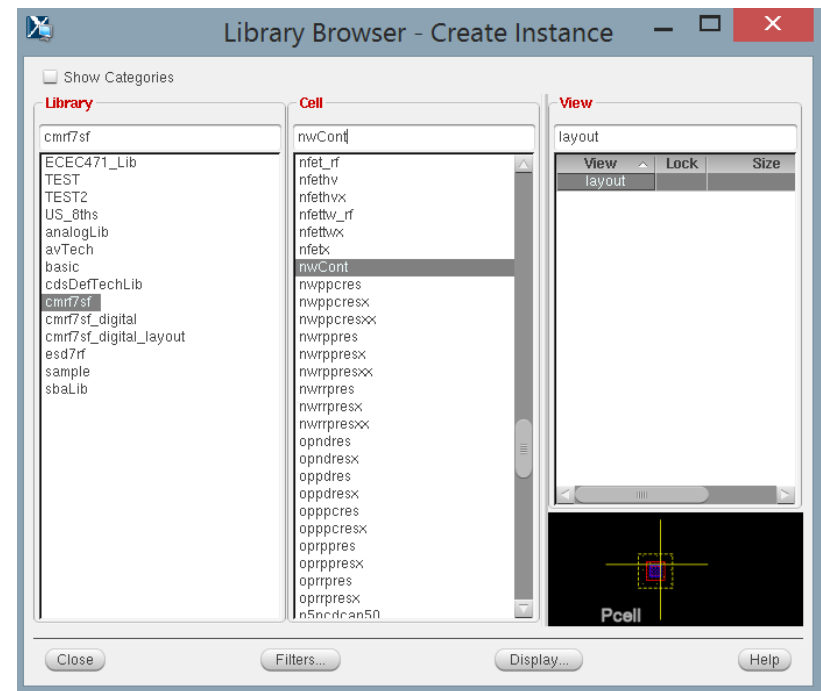 Library Browser - Create Instance
Show Categories
Library
cmrf7sf
ECEC471_Lib
TEST
TEST2
US_8ths
analogLib
avTech
basic
cdsDefTechLib
cmrf7sf
cmrf7sf_digital
cmrf7sf_digital_layout
esd7rf
sample
sbaLib
Cell
nwCont
nfet_rf
nfethv
nfethvx
nfettw_rf
nfettwx
nfetx
nwCont
nwppcres
nwppcresx
nwppcresxx
nwrppres
nwrppresx
nwrppresxx
nwrrpres
nwrrpresx
nwrrpresxx
opndres
opndresx
oppdres
oppdresx
opppcres
opppcresx
oprppres
oprppresx
oprrpres
oprrpresx
View
layout
View Lock Size
layout
Pcell
Close Filters... Display... Help